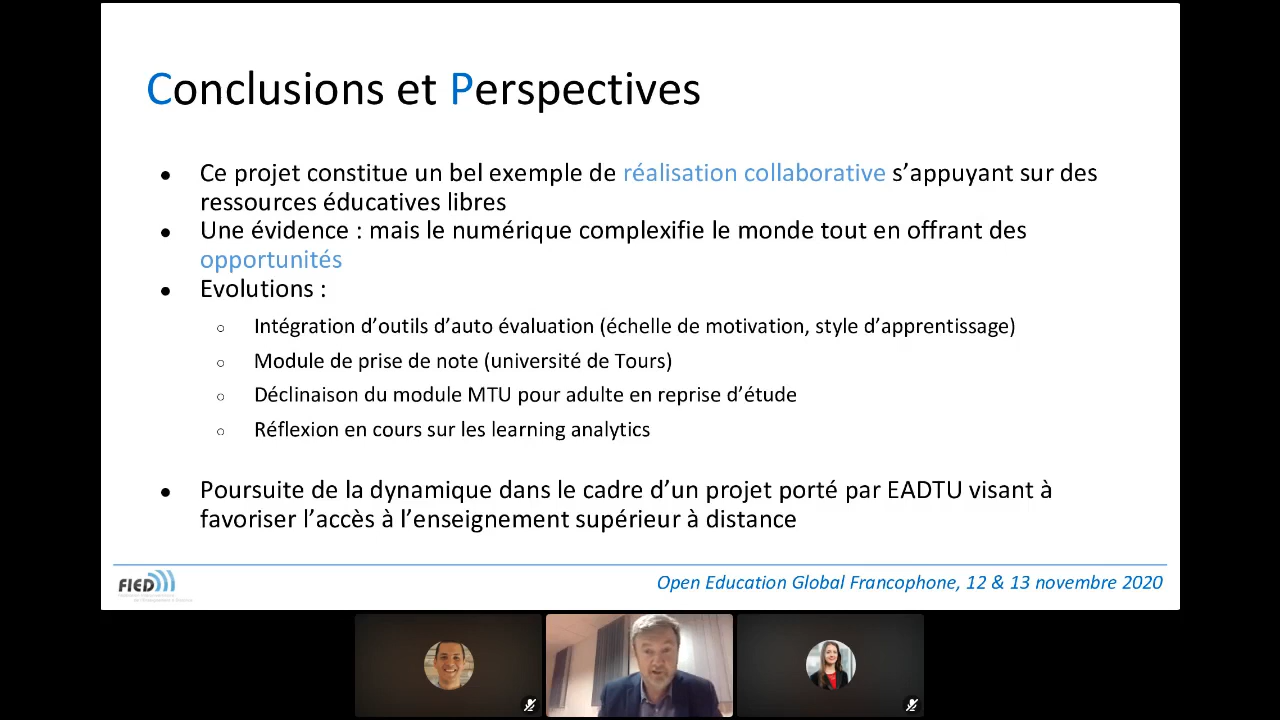 Conclusions et Perspectives
● Ce projet constitue un bel exemple de réalisation collaborative s’appuyant sur des
ressources éducatives libres
● Une évidence : mais le numérique complexifie le monde tout en offrant des
opportunités
● Evolutions :
○ Intégration d’outils d’auto évaluation (échelle de motivation, style d’apprentissage)
○ Module de prise de note (université de Tours)
○ Déclinaison du module MTU pour adulte en reprise d’étude
○ Réflexion en cours sur les learning analytics
● Poursuite de la dynamique dans le cadre d’un projet porté par EADTU visant à
favoriser l’accès à l’enseignement supérieur à distance
FIED
Open Education Global Francophone, 12 & 13 novembre 2020